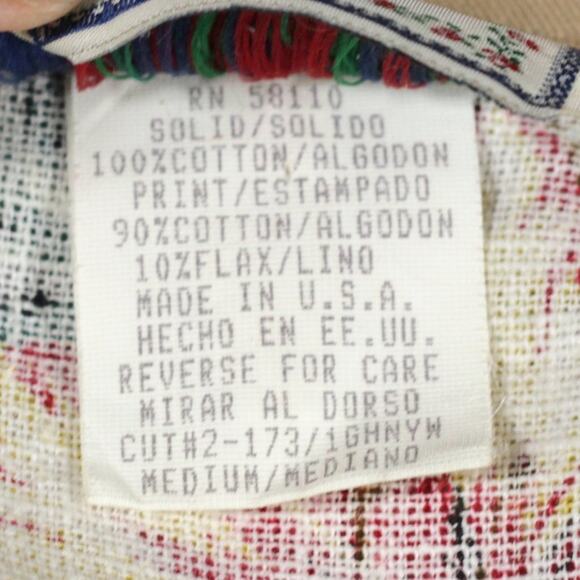 RN 58110
SOLID/SOLIDO
100%COTTON/ALGODON
PRINT/ESTAMPADO
90%COTTON/ALGODON
10%FLAX/LINO
MADE IN U.S.A.
HECHO EN EE.UU.
REVERSE FOR CARE
MIRAR AL DORSO
CUT#2-173/1GHNYW
MEDIUM/MEDIANO